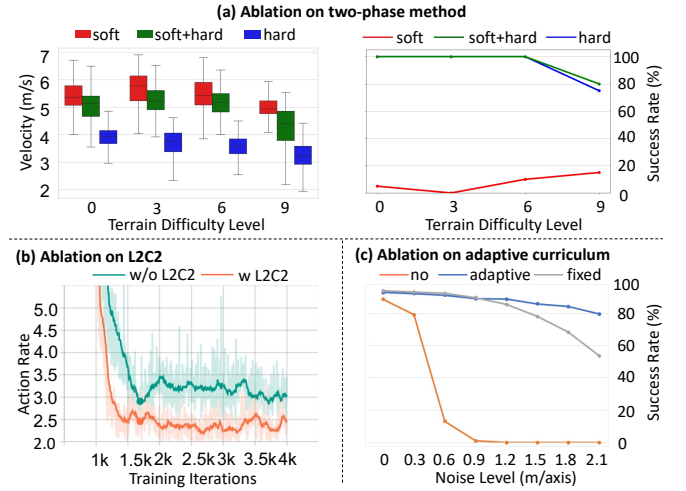 (a) Ablation on two-phase method
soft soft+hard hard
7
6
5
4
3
2
Velocity (m/s)
0 3 6 9
Terrain Difficulty Level
soft soft+hard hard
100
80
60
40
20
0
Success Rate (%)
0 3 6 9
Terrain Difficulty Level
(b) Ablation on L2C2
w/o L2C2 w L2C2
5.0
4.5
4.0
3.5
3.0
2.5
2.0
Action Rate
1k 1.5k 2k 2.5k 3k 3.5k 4k
Training Iterations
(c) Ablation on adaptive curriculum
no adaptive fixed
100
80
60
40
20
0
Success Rate (%)
0 0.3 0.6 0.9 1.2 1.5 1.8 2.1
Noise Level (m/axis)